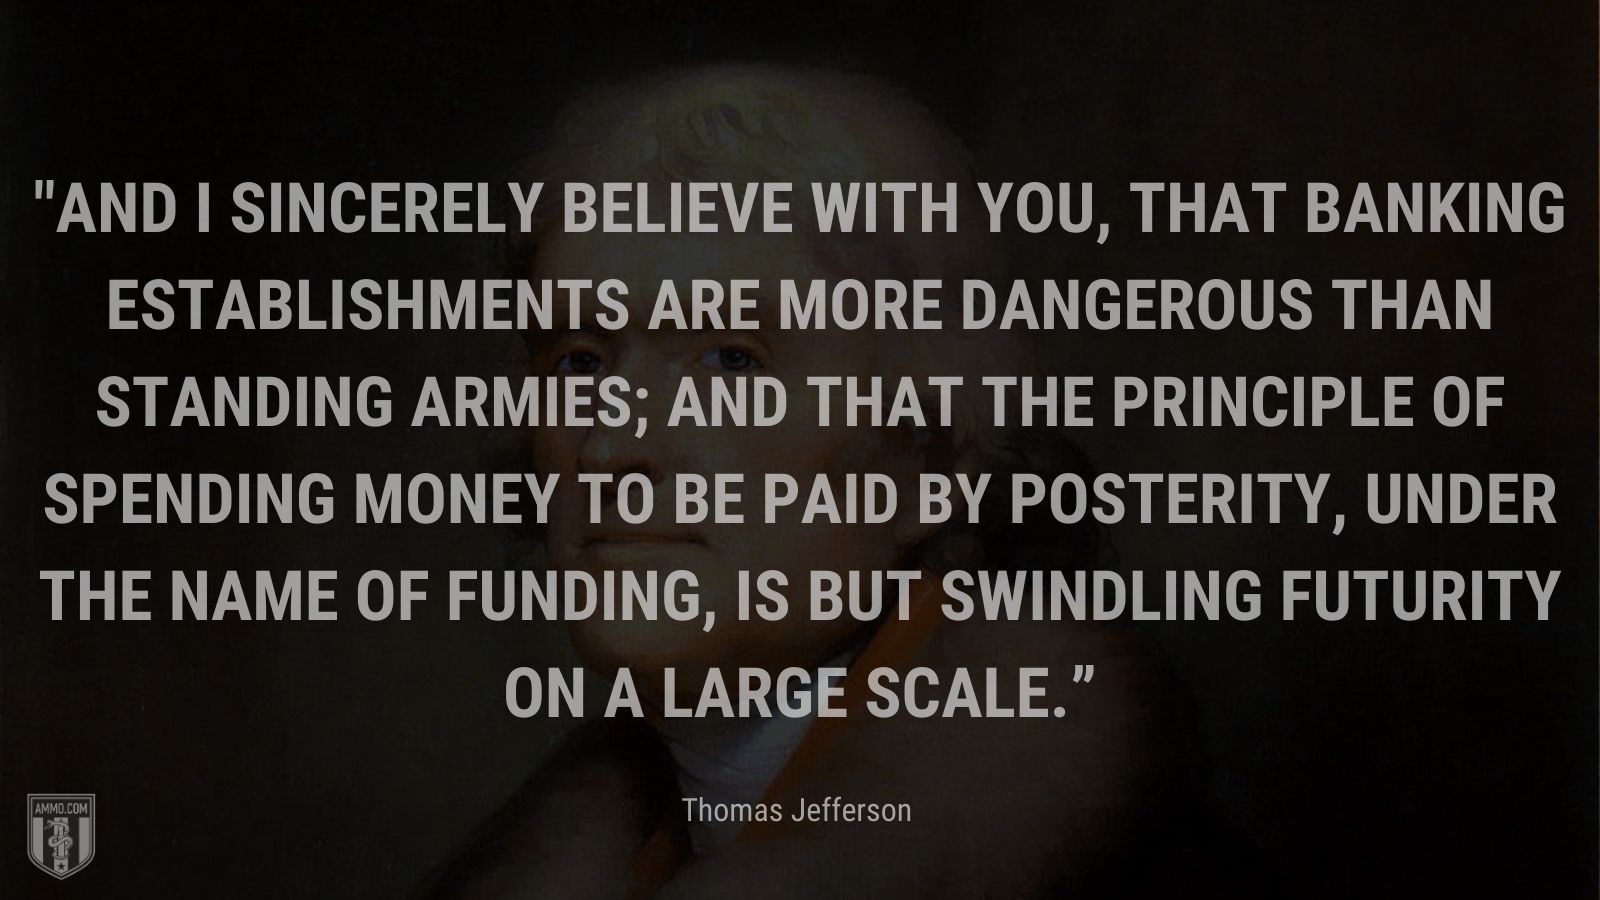 "AND I SINCERELY BELIEVE WITH YOU, THAT BANKING
ESTABLISHMENTS ARE MORE DANGEROUS THAN
STANDING ARMIES; AND THAT THE PRINCIPLE OF
SPENDING MONEY TO BE PAID BY POSTERITY, UNDER
THE NAME OF FUNDING, IS BUT SWINDLING FUTURITY
ON A LARGE SCALE.”
Thomas Jefferson
AMMO.COM